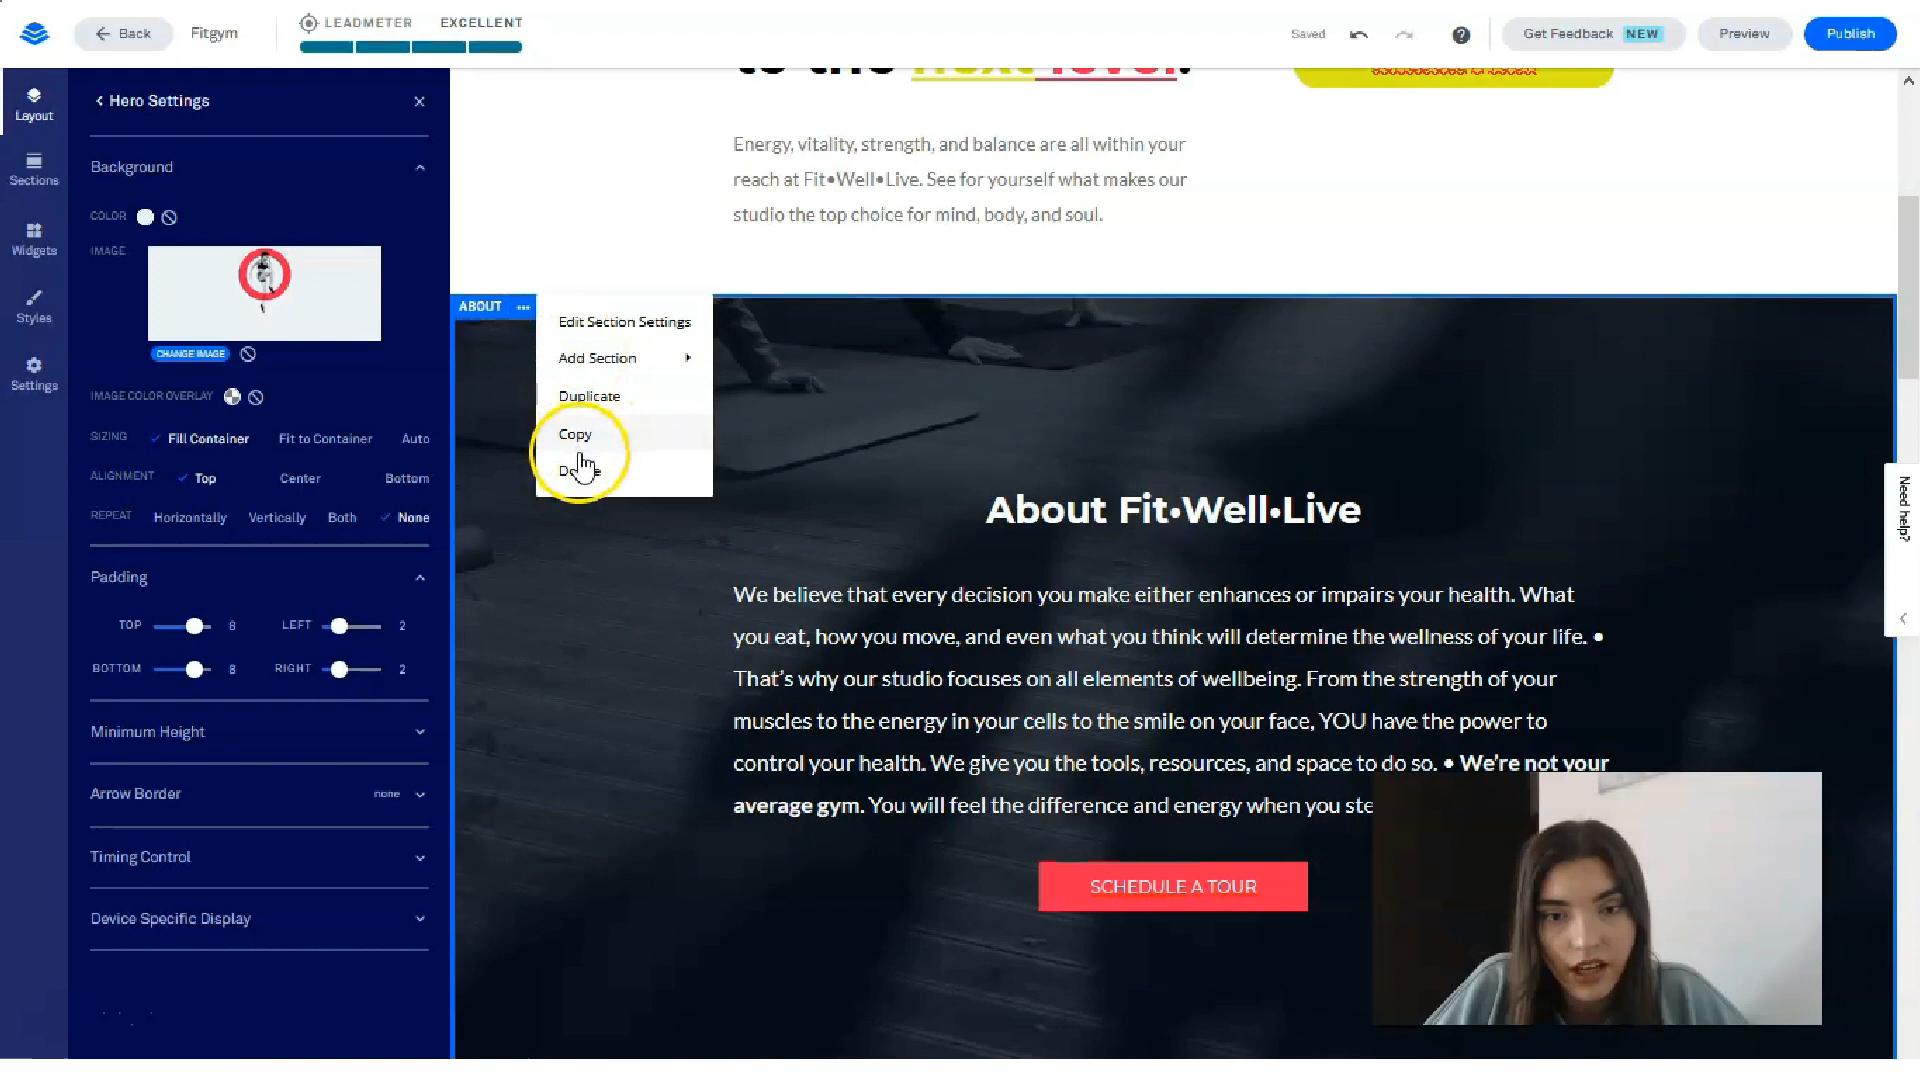 Back
Fitgym
LEADMETER EXCELLENT
Saved
Get Feedback NEW
Preview
Publish
Layout
Sections
Widgets
Styles
Settings
Hero Settings
Background
COLOR
IMAGE
CHANGE IMAGE
IMAGE COLOR OVERLAY
SIZING Fill Container Fit to Container Auto
ALIGNMENT Top Center Bottom
REPEAT Horizontally Vertically Both None
Padding
TOP 8 LEFT 2
BOTTOM 8 RIGHT 2
Minimum Height
Arrow Border none
Timing Control
Device Specific Display
to the next level.
Energy, vitality, strength, and balance are all within your
reach at Fit•Well•Live. See for yourself what makes our
studio the top choice for mind, body, and soul.
ABOUT
Edit Section Settings
Add Section
Duplicate
Copy
About Fit•Well•Live
We believe that every decision you make either enhances or impairs your health. What
you eat, how you move, and even what you think will determine the wellness of your life. •
That's why our studio focuses on all elements of wellbeing. From the strength of your
muscles to the energy in your cells to the smile on your face, YOU have the power to
control your health. We give you the tools, resources, and space to do so. • We're not your
average gym. You will feel the difference and energy when you ste
SCHEDULE A TOUR
Need help?